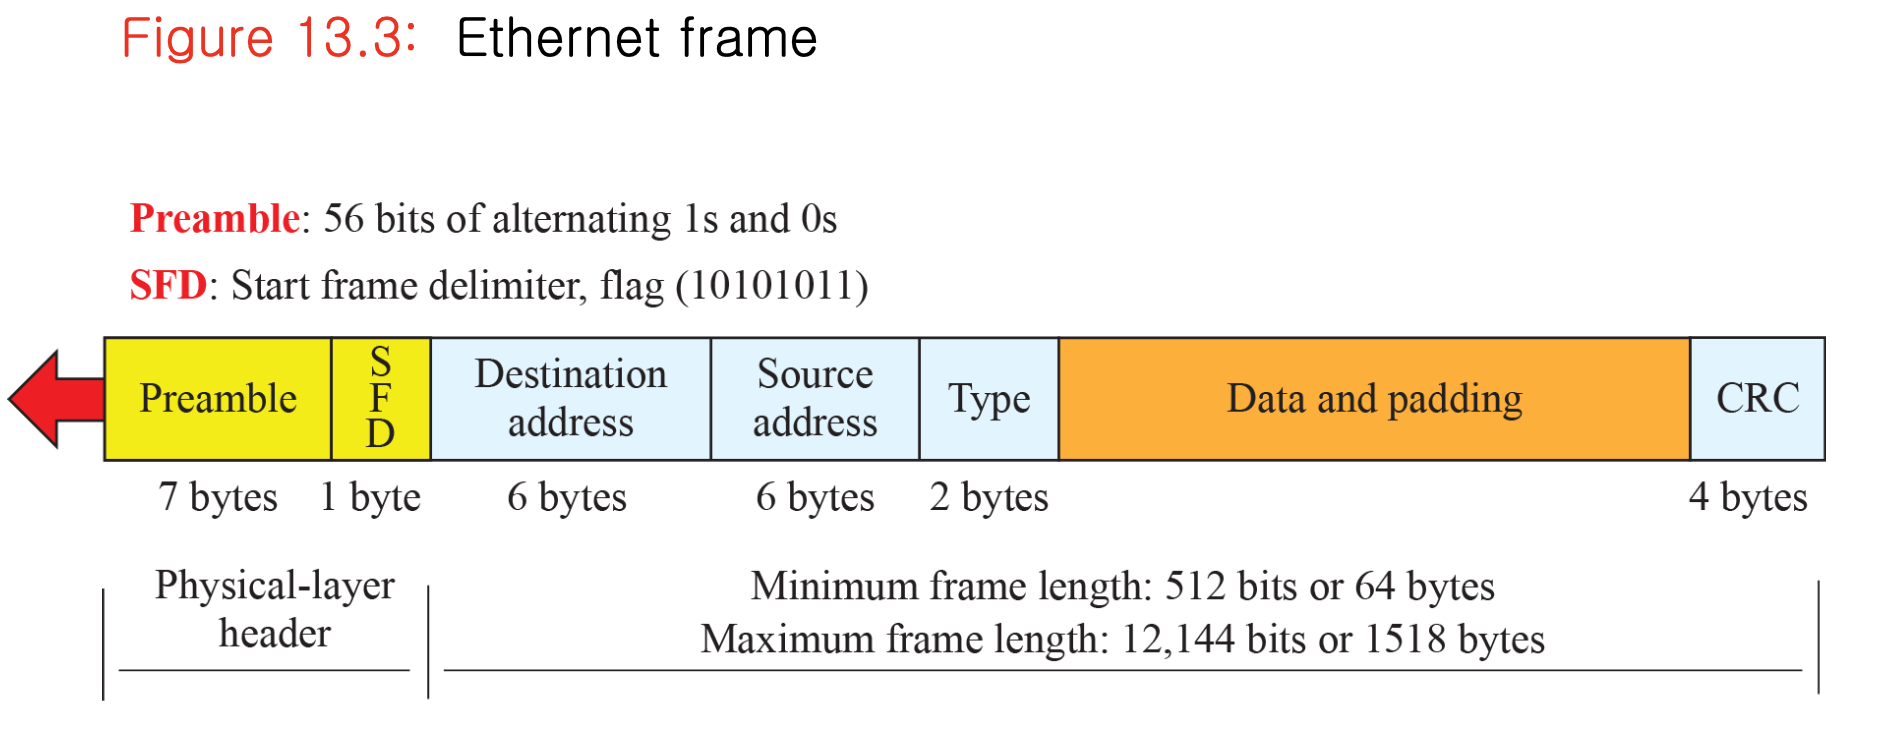 Figure 13.3: Ethernet frame
Preamble: 56 bits of alternating 1s and 0s
SFD: Start frame delimiter, flag (10101011)
Preamble
S
F
D
Destination
address
Source
address
Type
Data and padding
CRC
7 bytes
1 byte
6 bytes
6 bytes
2 bytes
4 bytes
Physical-layer
header
Minimum frame length: 512 bits or 64 bytes
Maximum frame length: 12,144 bits or 1518 bytes